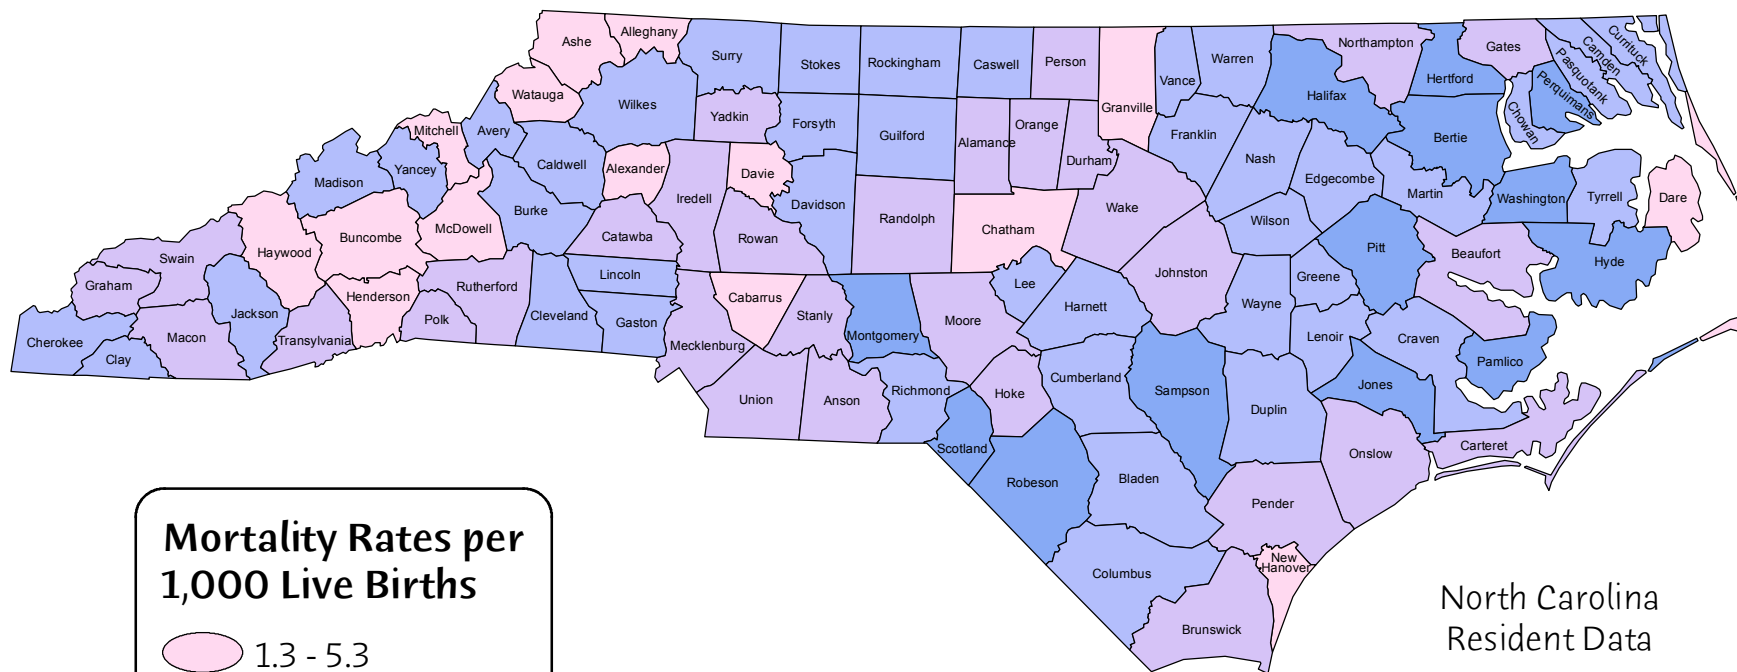 Alleghany
Ashe
Surry
Stokes
Rockingham
Caswell
Person
Granville
Vance
Warren
Northampton
Gates
Currituck
Camden
Pasquotank
Perquimans
Chowan
Hertford
Halifax
Bertie
Watauga
Wilkes
Yadkin
Forsyth
Guilford
Alamance
Orange
Durham
Franklin
Nash
Edgecombe
Martin
Washington
Tyrrell
Dare
Mitchell
Avery
Yancey
Madison
Caldwell
Alexander
Iredell
Davie
Davidson
Randolph
Chatham
Wake
Wilson
Pitt
Beaufort
Hyde
Burke
McDowell
Buncombe
Haywood
Catawba
Rowan
Swain
Graham
Jackson
Henderson
Rutherford
Polk
Cleveland
Lincoln
Gaston
Cabarrus
Stanly
Montgomery
Moore
Lee
Harnett
Johnston
Wayne
Greene
Lenoir
Craven
Pamlico
Cherokee
Clay
Macon
Transylvania
Mecklenburg
Union
Anson
Richmond
Hoke
Cumberland
Sampson
Duplin
Jones
Carteret
Onslow
Scotland
Robeson
Bladen
Pender
Columbus
New
Hanover
Brunswick
Mortality Rates per
1,000 Live Births
1.3 - 5.3
North Carolina
Resident Data